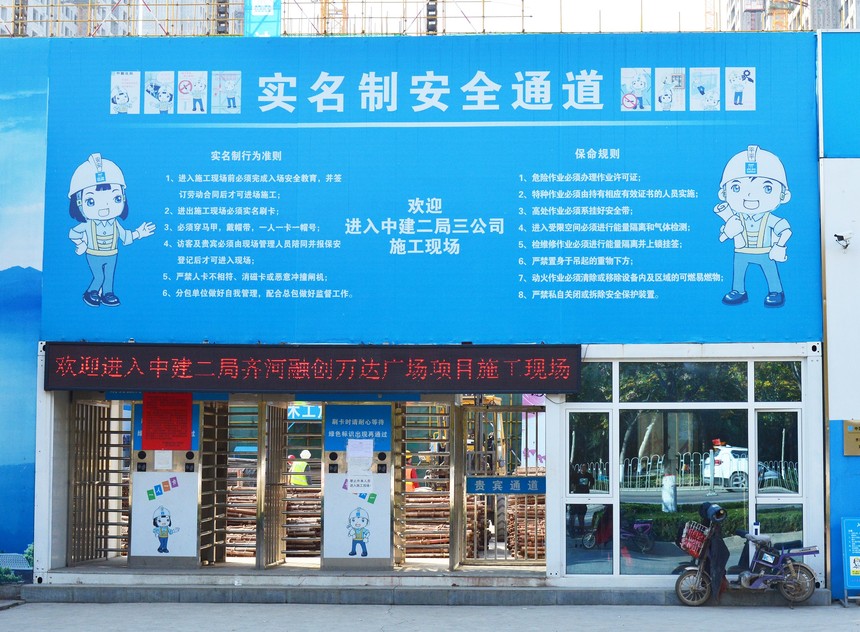 实名制安全通道
实名制行为准则
1、进入施工现场前必须完成入场安全教育，并签
订劳动合同后才可进场施工；
2、进出施工现场必须实名刷卡；
3、必须穿马甲，戴帽带，一人一卡一帽号；
4、访客及贵宾必须由现场管理人员陪同并报保安
登记后才可进入现场；
5、严禁人卡不相符、消磁卡或恶意冲撞闸机；
6、分包单位做好自我管理，配合总包做好监督工作。
欢迎
进入中建二局三公司
施工现场
保命规则
1、危险作业必须办理作业许可证；
2、特种作业必须由持有相应有效证书的人员实施；
3、高处作业必须系挂好安全带；
4、进入受限空间必须进行能量隔离和气体检测；
5、检维修作业必须进行能量隔离并上锁挂签；
6、严禁置身于吊起的重物下方；
7、动火作业必须清除或移除设备内及区域的可燃易燃物；
8、严禁私自关闭或拆除安全保护装置。
欢迎进入中建二局齐河融创万达广场项目施工现场
木工
刷卡时请耐心等待
绿色标识出现再通过
贵宾通道